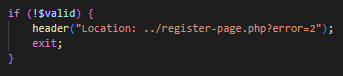 if (!$valid) {
    header("Location: ../register-page.php?error=2");
    exit;
}